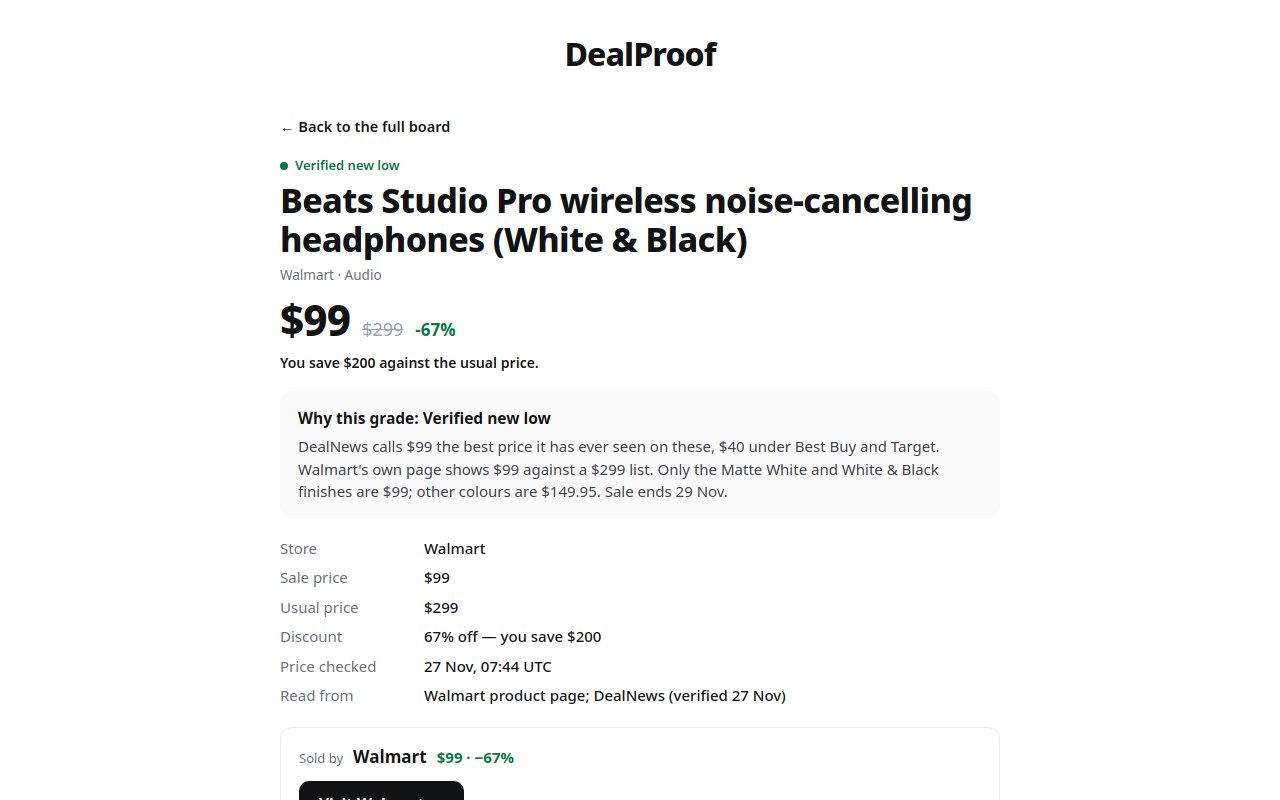 DealProof
← Back to the full board
Verified new low
Beats Studio Pro wireless noise-cancelling
headphones (White & Black)
Walmart · Audio
$99 $299 -67%
You save $200 against the usual price.
Why this grade: Verified new low
DealNews calls $99 the best price it has ever seen on these, $40 under Best Buy and Target.
Walmart's own page shows $99 against a $299 list. Only the Matte White and White & Black
finishes are $99; other colours are $149.95. Sale ends 29 Nov.
Store Walmart
Sale price $99
Usual price $299
Discount 67% off — you save $200
Price checked 27 Nov, 07:44 UTC
Read from Walmart product page; DealNews (verified 27 Nov)
Sold by Walmart $99 · −67%